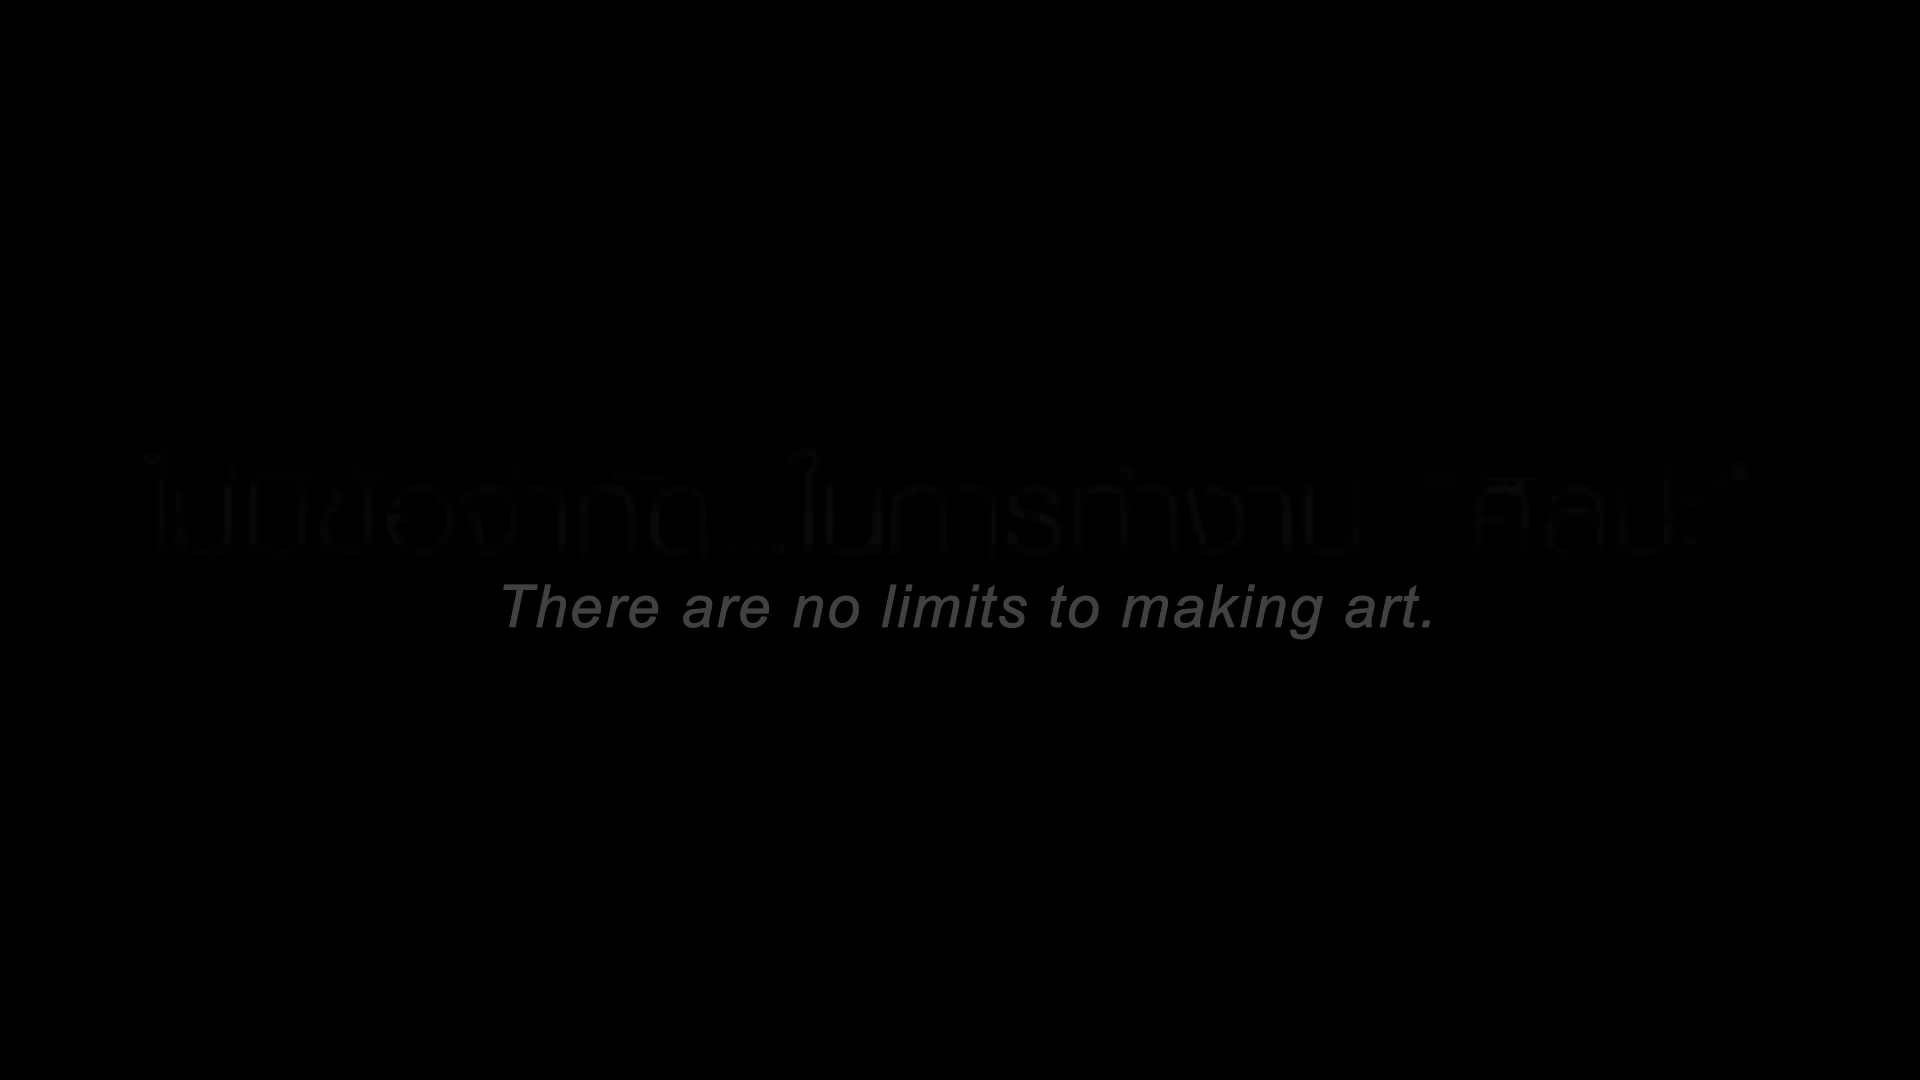 ไม่มีข้อจำกัด...ในการทำงาน "ศิลปะ"
There are no limits to making art.